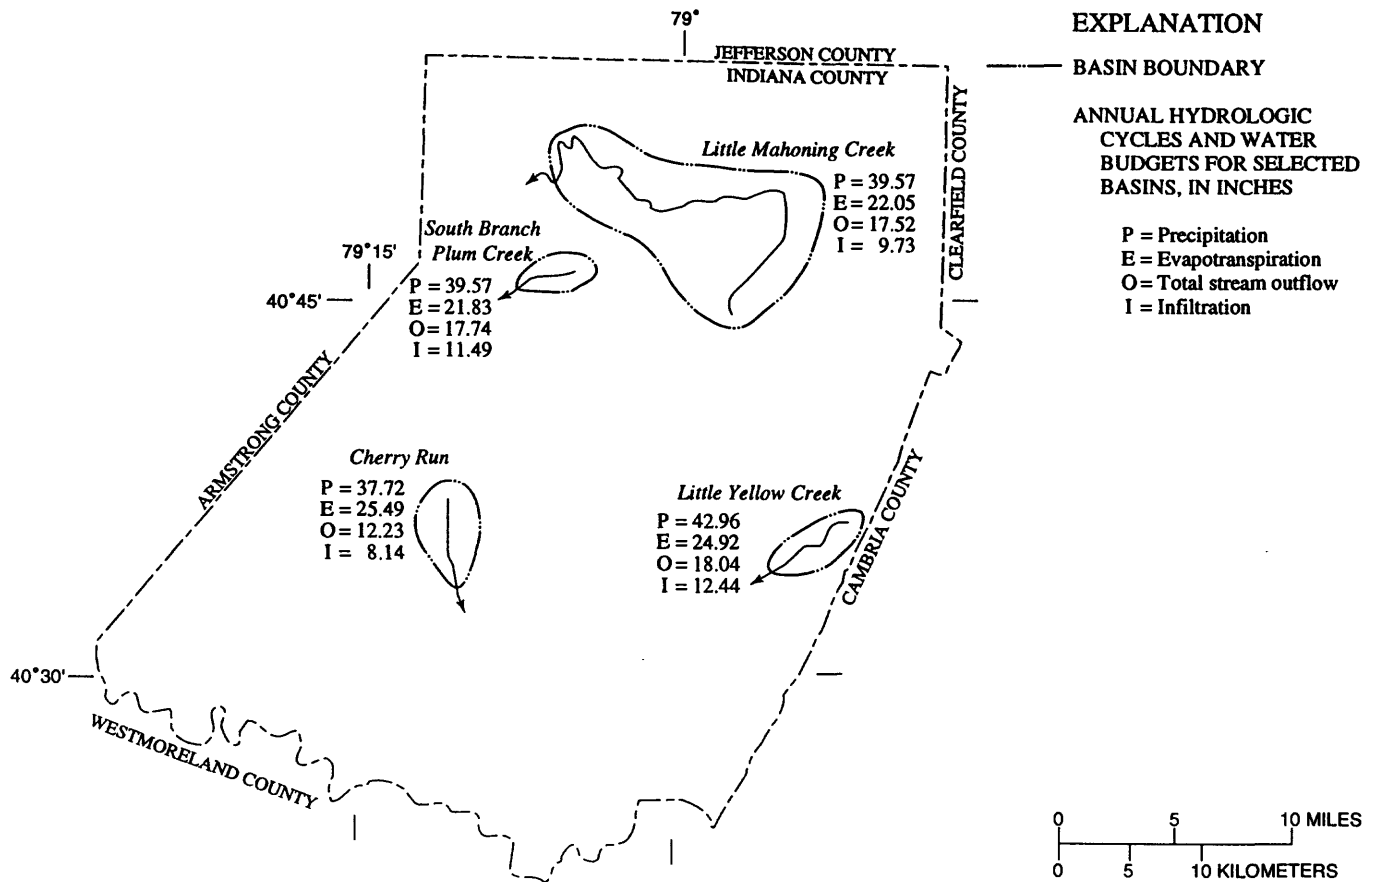 79°
JEFFERSON COUNTY
INDIANA COUNTY
CLEARFIELD COUNTY
Little Mahoning Creek
P = 39.57
E = 22.05
O = 17.52
I = 9.73
South Branch
Plum Creek
P = 39.57
E = 21.83
O = 17.74
I = 11.49
79°15'
40°45'
ARMSTRONG COUNTY
Cherry Run
P = 37.72
E = 25.49
O = 12.23
I = 8.14
Little Yellow Creek
P = 42.96
E = 24.92
O = 18.04
I = 12.44
CAMBRIA COUNTY
40°30'
WESTMORELAND COUNTY
EXPLANATION
BASIN BOUNDARY
ANNUAL HYDROLOGIC
CYCLES AND WATER
BUDGETS FOR SELECTED
BASINS, IN INCHES
P = Precipitation
E = Evapotranspiration
O = Total stream outflow
I = Infiltration
0 5 10 MILES
0 5 10 KILOMETERS